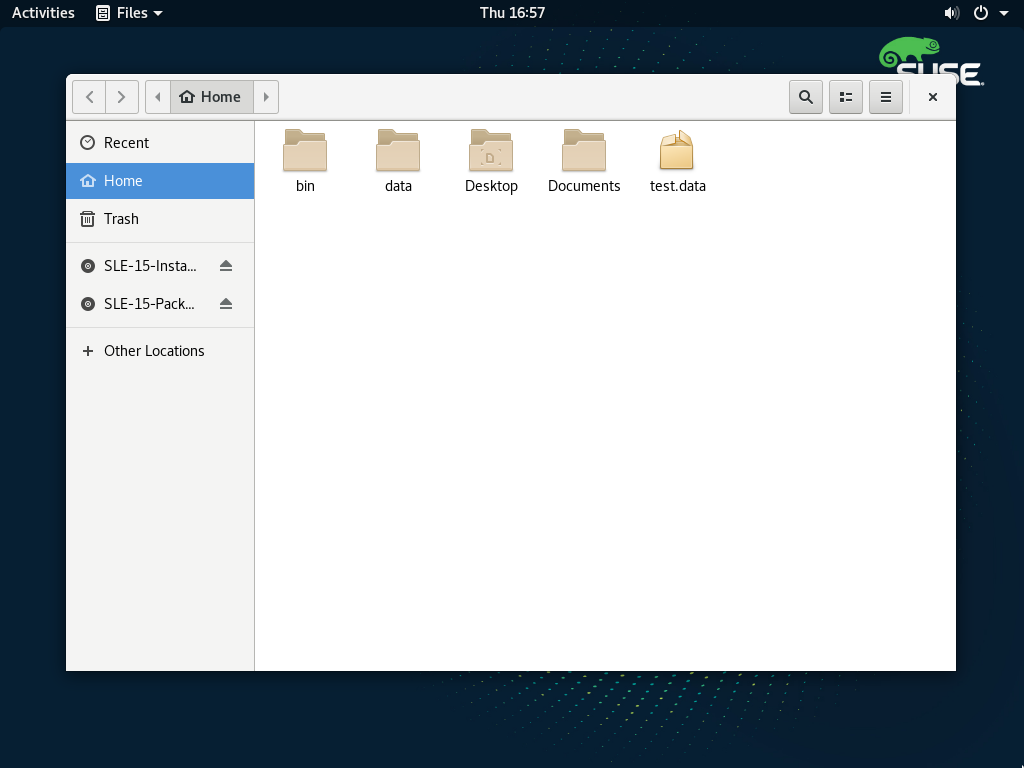 Activities Files Thu 16:57
SUSE
Home
Recent
Home
Trash
SLE-15-Insta...
SLE-15-Pack...
Other Locations
bin data Desktop Documents test.data